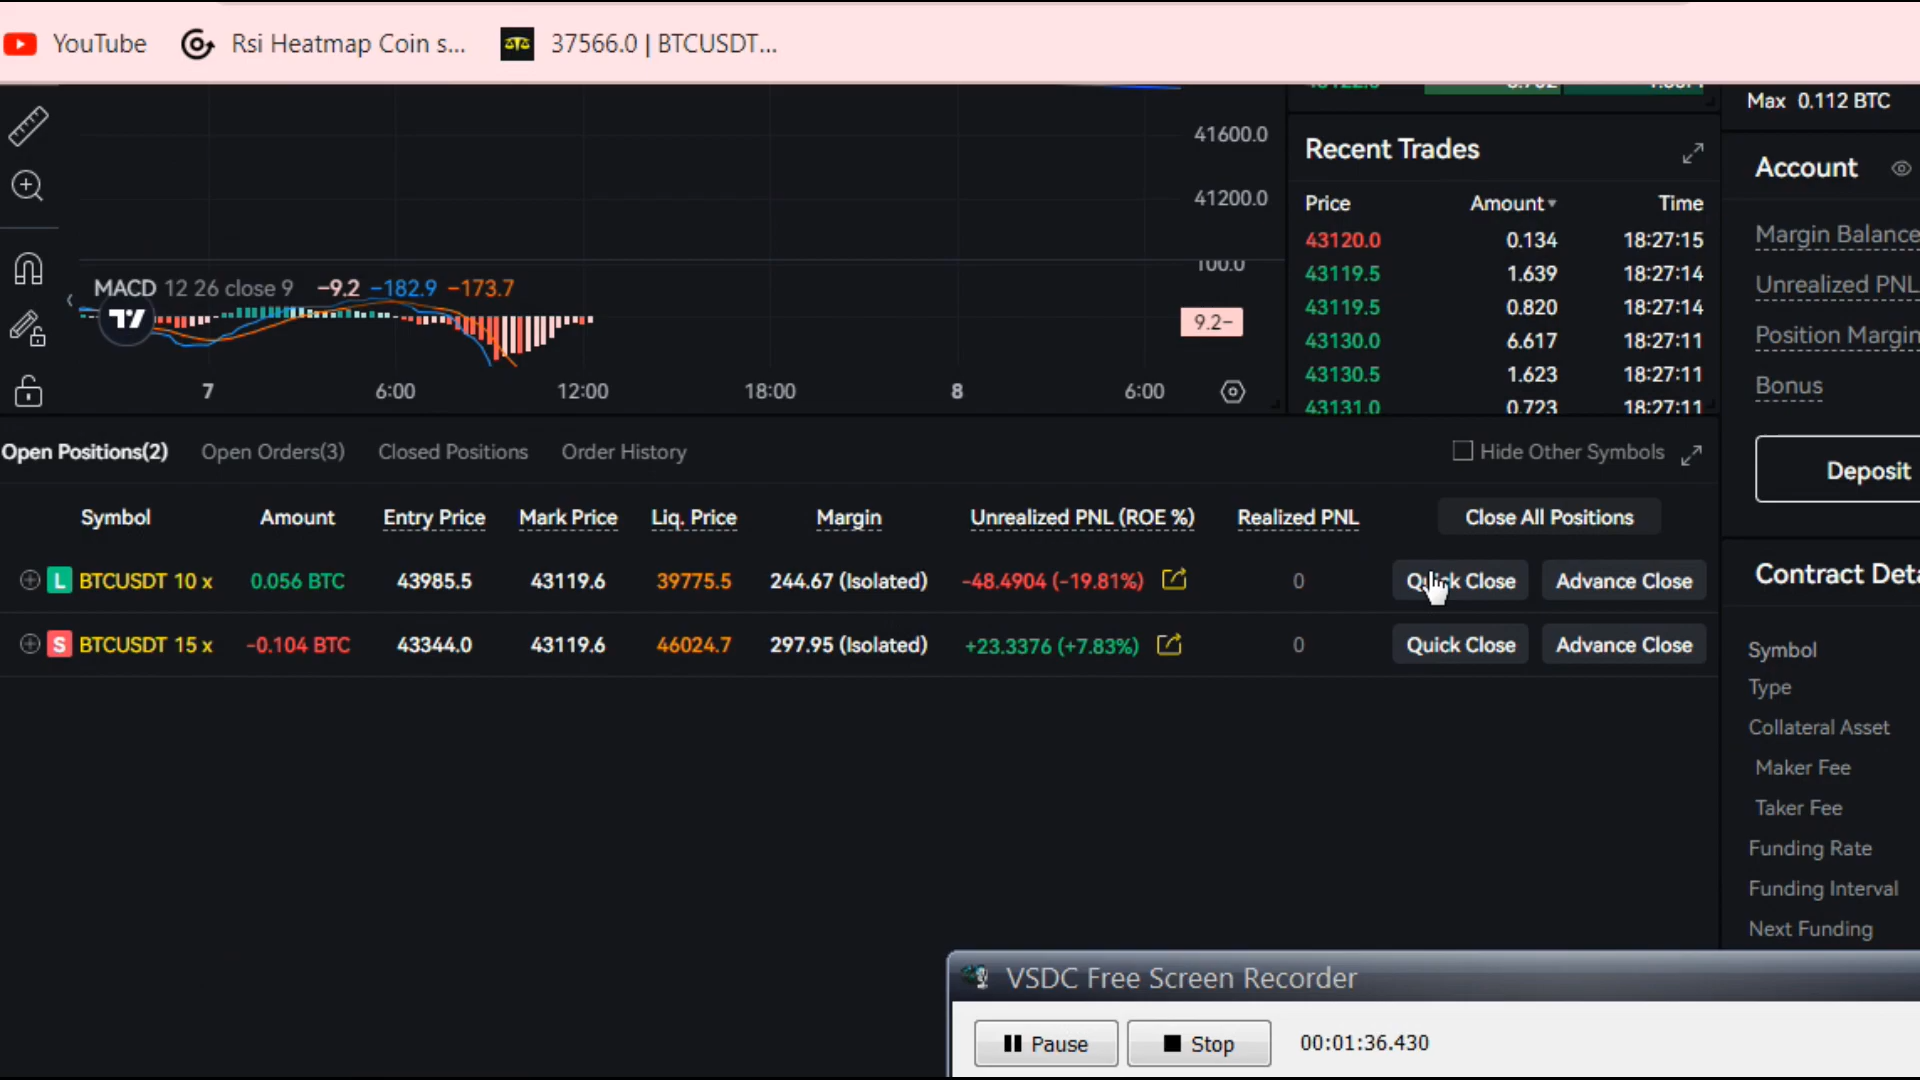 YouTube Rsi Heatmap Coin s... 37566.0 | BTCUSDT...
Max 0.112 BTC
41600.0
41200.0
100.0
MACD 12 26 close 9 −9.2 −182.9 −173.7
9.2−
7 6:00 12:00 18:00 8 6:00
Recent Trades
Price Amount Time
43120.0 0.134 18:27:15
43119.5 1.639 18:27:14
43119.5 0.820 18:27:14
43130.0 6.617 18:27:11
43130.5 1.623 18:27:11
43131.0 0.723 18:27:11
Account
Margin Balance
Unrealized PNL
Position Margin
Bonus
Deposit
Open Positions(2) Open Orders(3) Closed Positions Order History Hide Other Symbols
Symbol Amount Entry Price Mark Price Liq. Price Margin Unrealized PNL (ROE %) Realized PNL Close All Positions
L BTCUSDT 10 x 0.056 BTC 43985.5 43119.6 39775.5 244.67 (Isolated) -48.4904 (-19.81%) 0 Quick Close Advance Close
S BTCUSDT 15 x -0.104 BTC 43344.0 43119.6 46024.7 297.95 (Isolated) +23.3376 (+7.83%) 0 Quick Close Advance Close
Contract Deta
Symbol
Type
Collateral Asset
Maker Fee
Taker Fee
Funding Rate
Funding Interval
Next Funding
VSDC Free Screen Recorder
Pause Stop 00:01:36.430